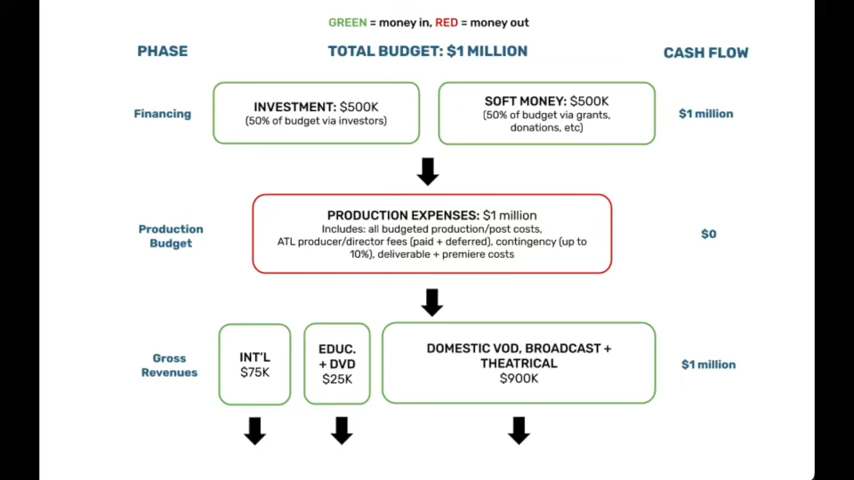 GREEN = money in, RED = money out
PHASE
TOTAL BUDGET: $1 MILLION
CASH FLOW
Financing
INVESTMENT: $500K
(50% of budget via investors)
SOFT MONEY: $500K
(50% of budget via grants,
donations, etc)
$1 million
Production
Budget
PRODUCTION EXPENSES: $1 million
Includes: all budgeted production/post costs,
ATL producer/director fees (paid + deferred), contingency (up to
10%), deliverable + premiere costs
$0
Gross
Revenues
INT'L
$75K
EDUC.
+ DVD
$25K
DOMESTIC VOD, BROADCAST +
THEATRICAL
$900K
$1 million